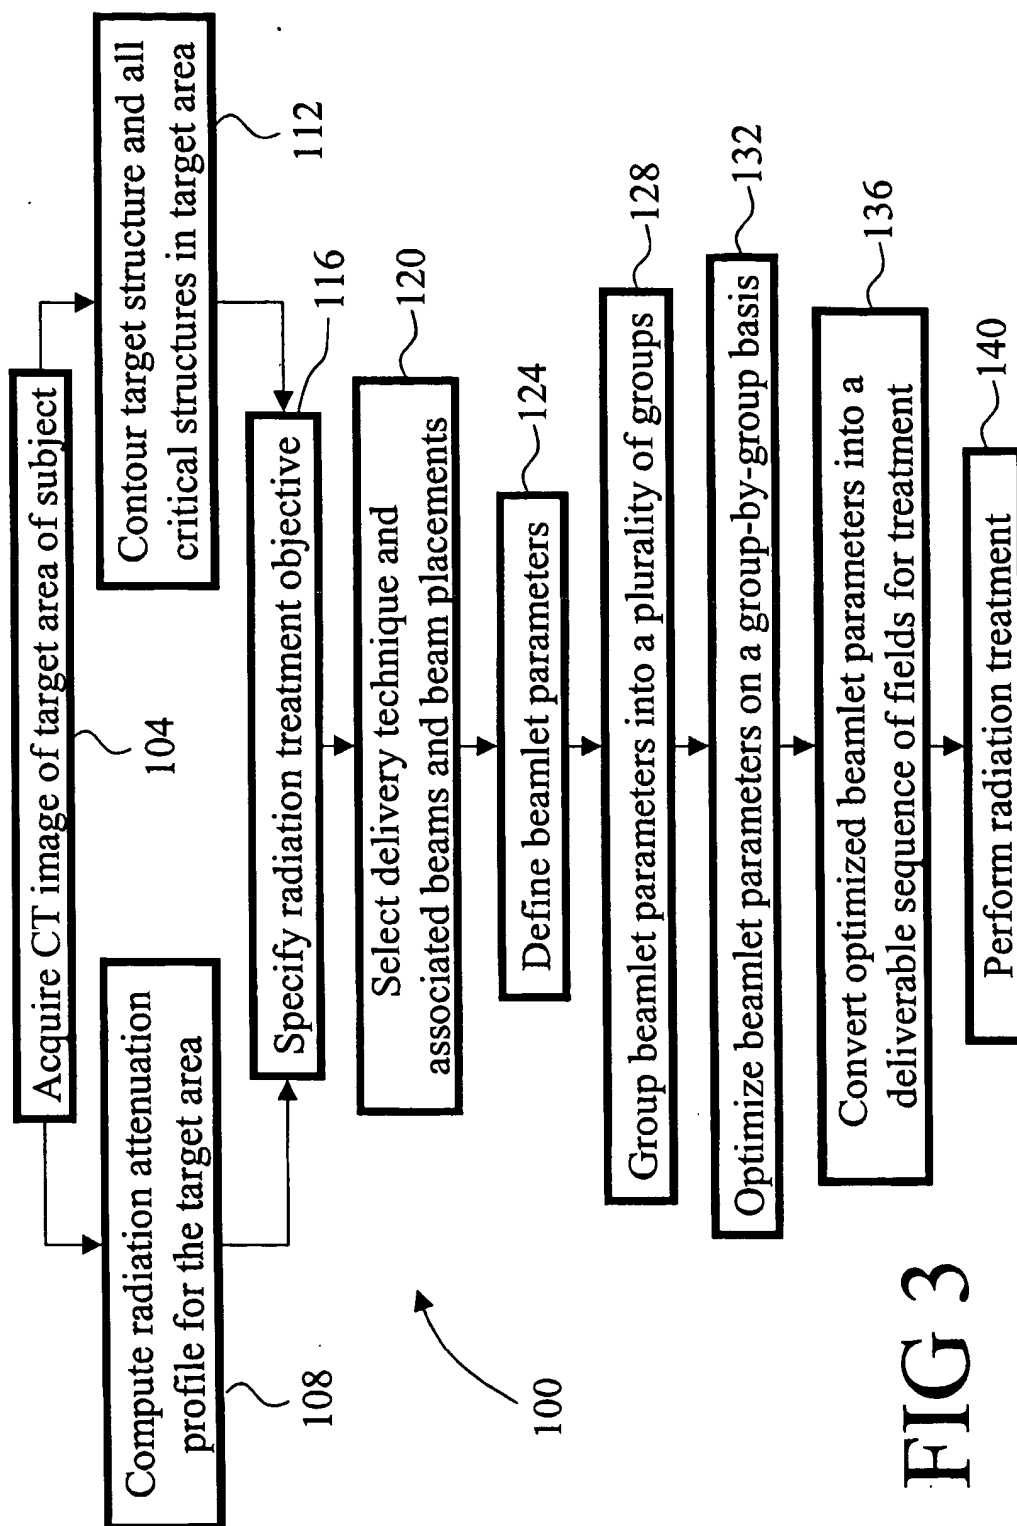 Acquire CT image of target area of subject
104
Compute radiation attenuation
profile for the target area
108
Contour target structure and all
critical structures in target area
112
Specify radiation treatment objective
116
Select delivery technique and
associated beams and beam placements
120
Define beamlet parameters
124
Group beamlet parameters into a plurality of groups
128
Optimize beamlet parameters on a group-by-group basis
132
Convert optimized beamlet parameters into a
deliverable sequence of fields for treatment
136
Perform radiation treatment
140
100
FIG 3